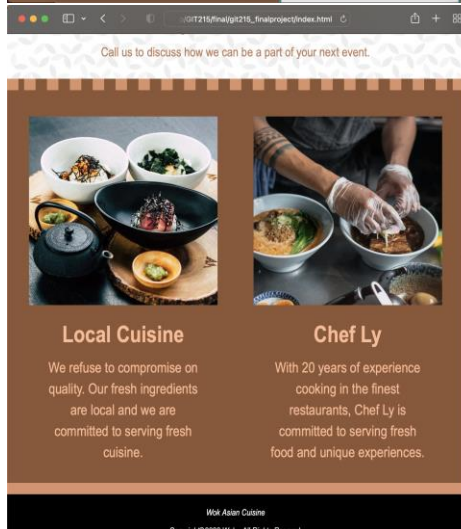 /GIT215/final/git215_finalproject/index.html
Call us to discuss how we can be a part of your next event.
Local Cuisine
We refuse to compromise on
quality. Our fresh ingredients
are local and we are
committed to serving fresh
cuisine.
Chef Ly
With 20 years of experience
cooking in the finest
restaurants, Chef Ly is
committed to serving fresh
food and unique experiences.
Wok Asian Cuisine